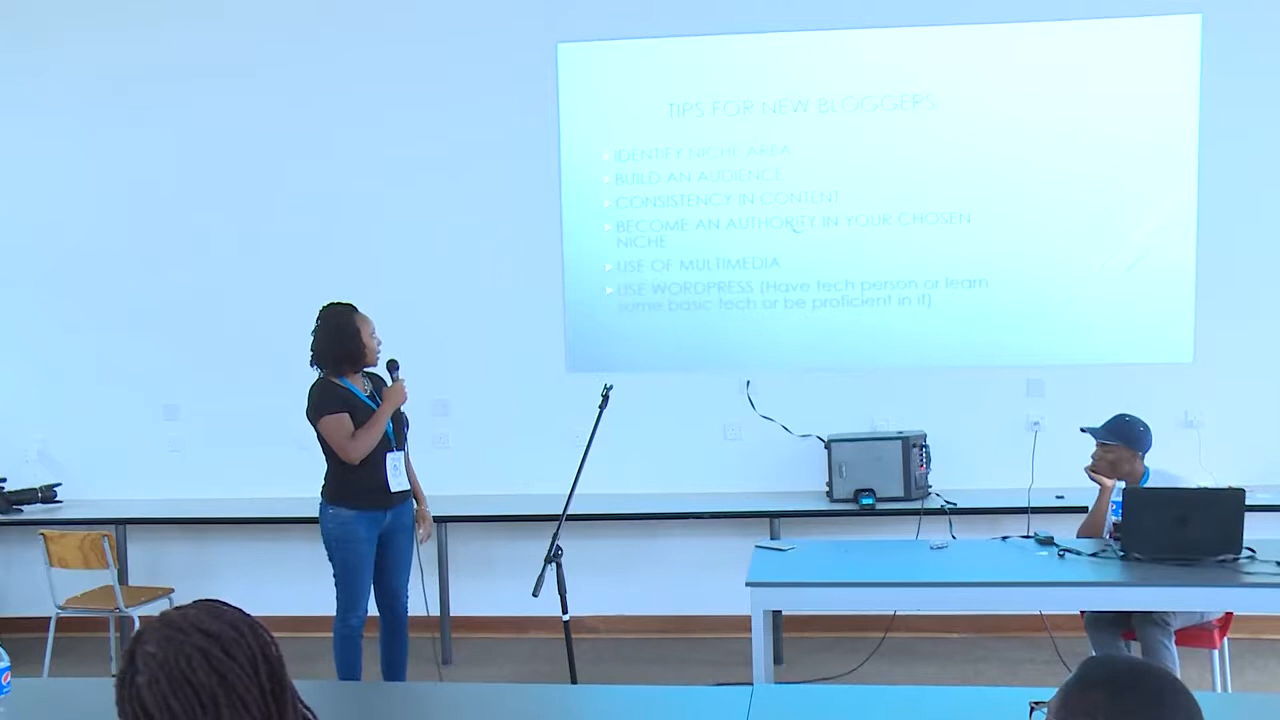 TIPS FOR NEW BLOGGERS
IDENTIFY NICHE AREA
BUILD AN AUDIENCE
CONSISTENCY IN CONTENT
BECOME AN AUTHORITY IN YOUR CHOSEN
NICHE
USE OF MULTIMEDIA
USE WORDPRESS (Have tech person or learn
some basic tech or be proficient in it)